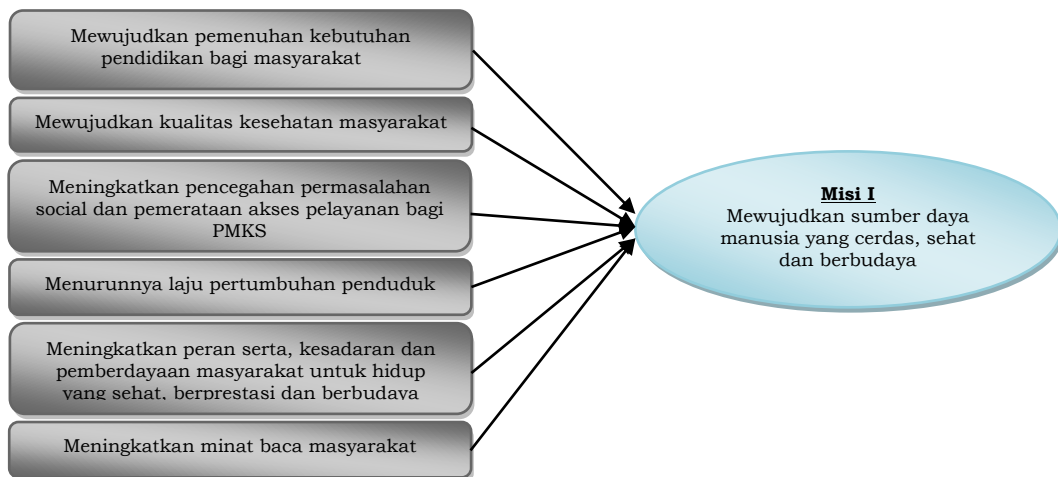 Mewujudkan pemenuhan kebutuhan
pendidikan bagi masyarakat
Mewujudkan kualitas kesehatan masyarakat
Meningkatkan pencegahan permasalahan
social dan pemerataan akses pelayanan bagi
PMKS
Menurunnya laju pertumbuhan penduduk
Meningkatkan peran serta, kesadaran dan
pemberdayaan masyarakat untuk hidup
yang sehat, berprestasi dan berbudaya
Meningkatkan minat baca masyarakat
Misi I
Mewujudkan sumber daya
manusia yang cerdas, sehat
dan berbudaya